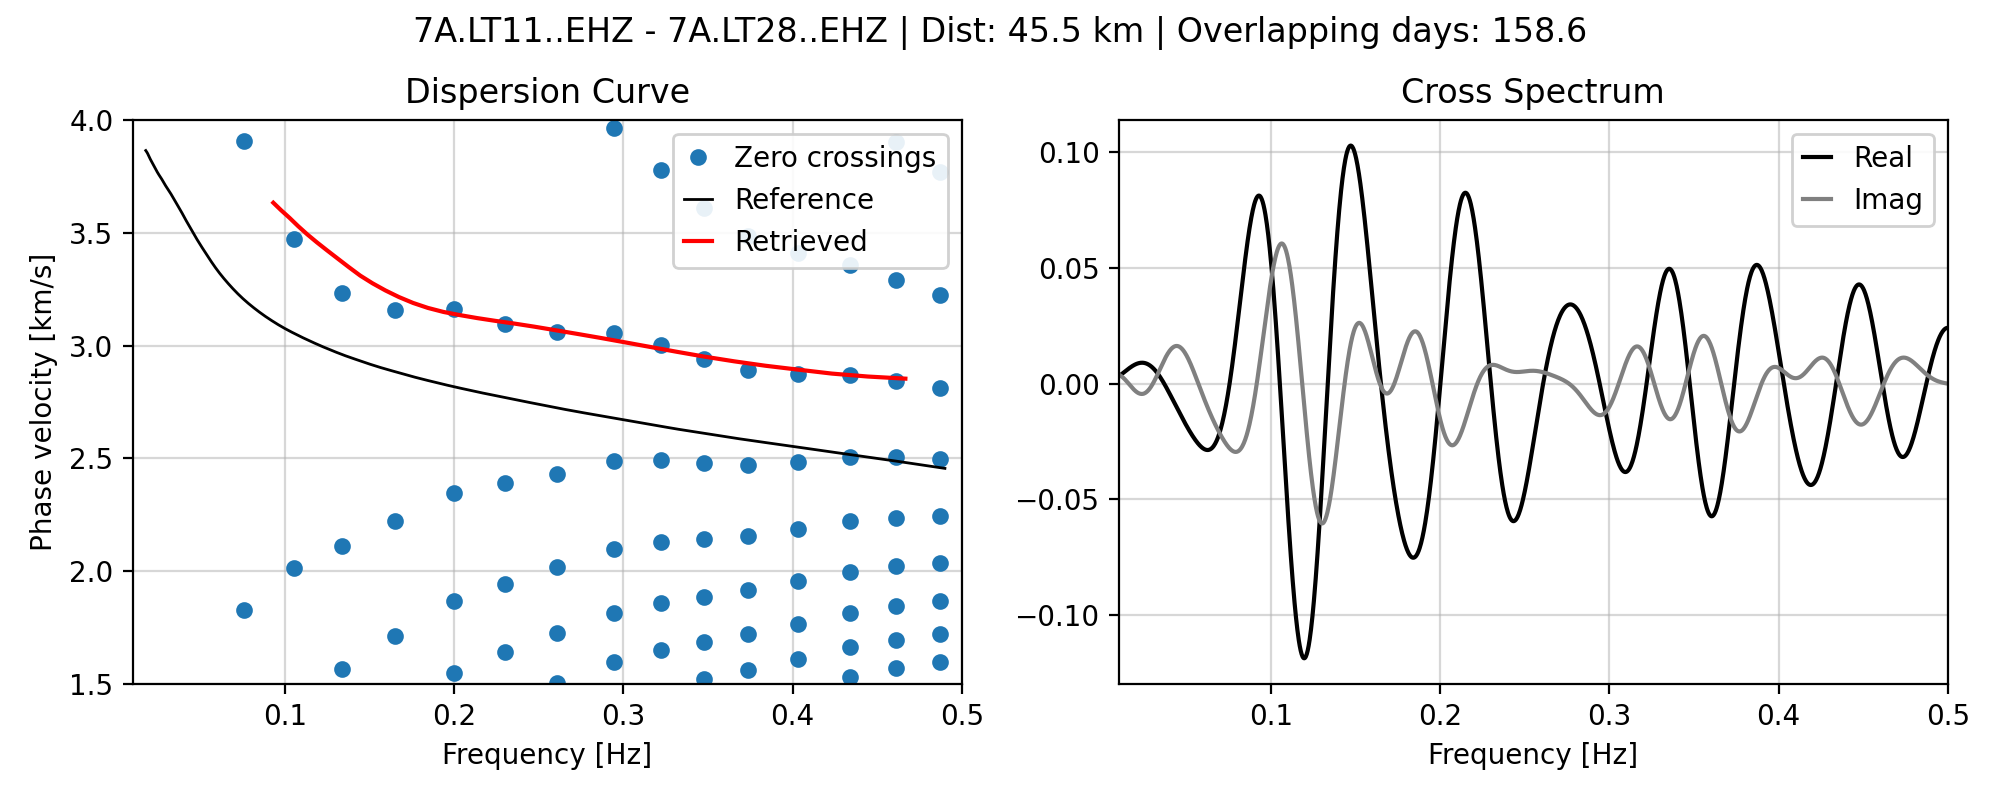 7A.LT11..EHZ - 7A.LT28..EHZ | Dist: 45.5 km | Overlapping days: 158.6
Dispersion Curve
4.0
3.5
3.0
2.5
2.0
1.5
Phase velocity [km/s]
Zero crossings
Reference
Retrieved
0.1
0.2
0.3
0.4
0.5
Frequency [Hz]
Cross Spectrum
0.10
0.05
0.00
−0.05
−0.10
Real
Imag
0.1
0.2
0.3
0.4
0.5
Frequency [Hz]